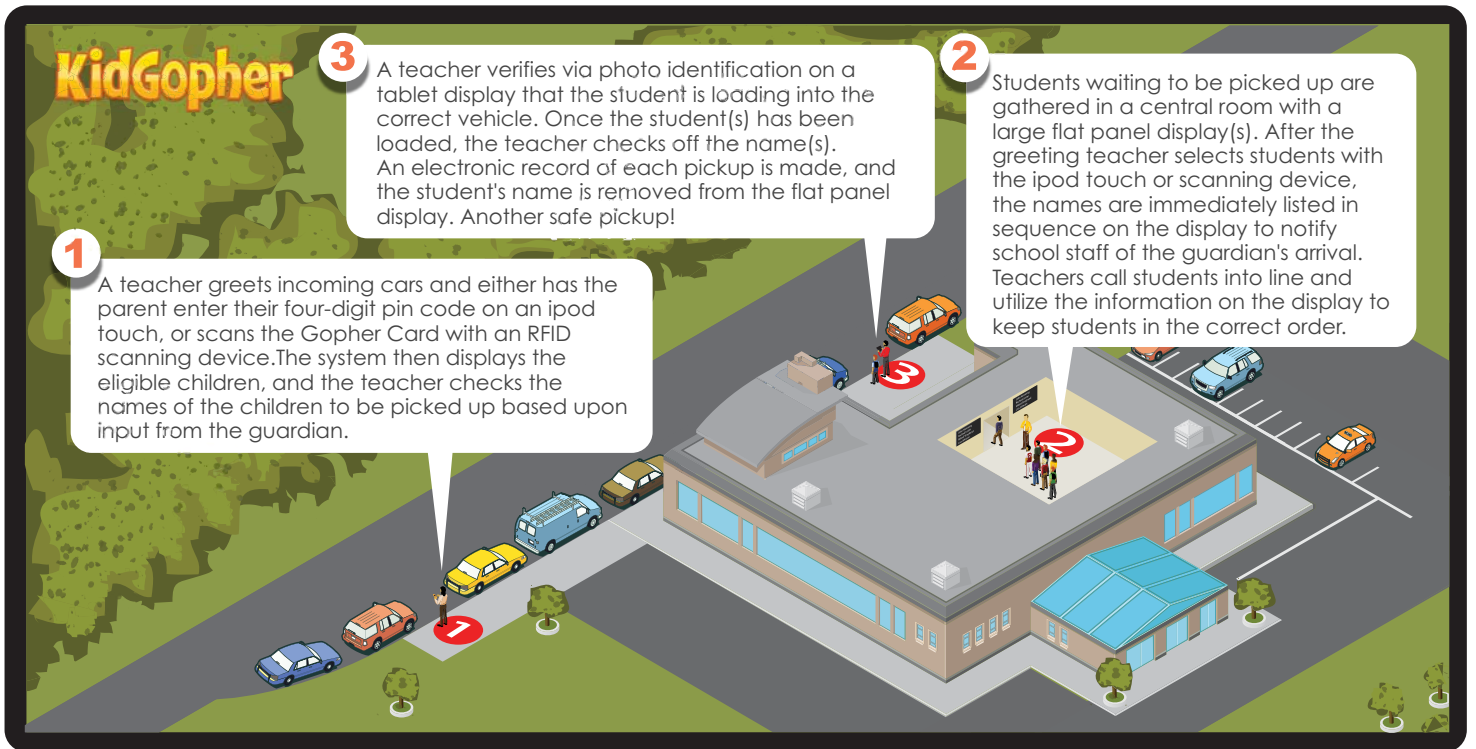 KidGopher
3
A teacher verifies via photo identification on a
tablet display that the student is loading into the
correct vehicle. Once the student(s) has been
loaded, the teacher checks off the name(s).
An electronic record of each pickup is made, and
the student's name is removed from the flat panel
display. Another safe pickup!
2
Students waiting to be picked up are
gathered in a central room with a
large flat panel display(s). After the
greeting teacher selects students with
the ipod touch or scanning device,
the names are immediately listed in
sequence on the display to notify
school staff of the guardian's arrival.
Teachers call students into line and
utilize the information on the display to
keep students in the correct order.
1
A teacher greets incoming cars and either has the
parent enter their four-digit pin code on an ipod
touch, or scans the Gopher Card with an RFID
scanning device.The system then displays the
eligible children, and the teacher checks the
names of the children to be picked up based upon
input from the guardian.
3
2
1